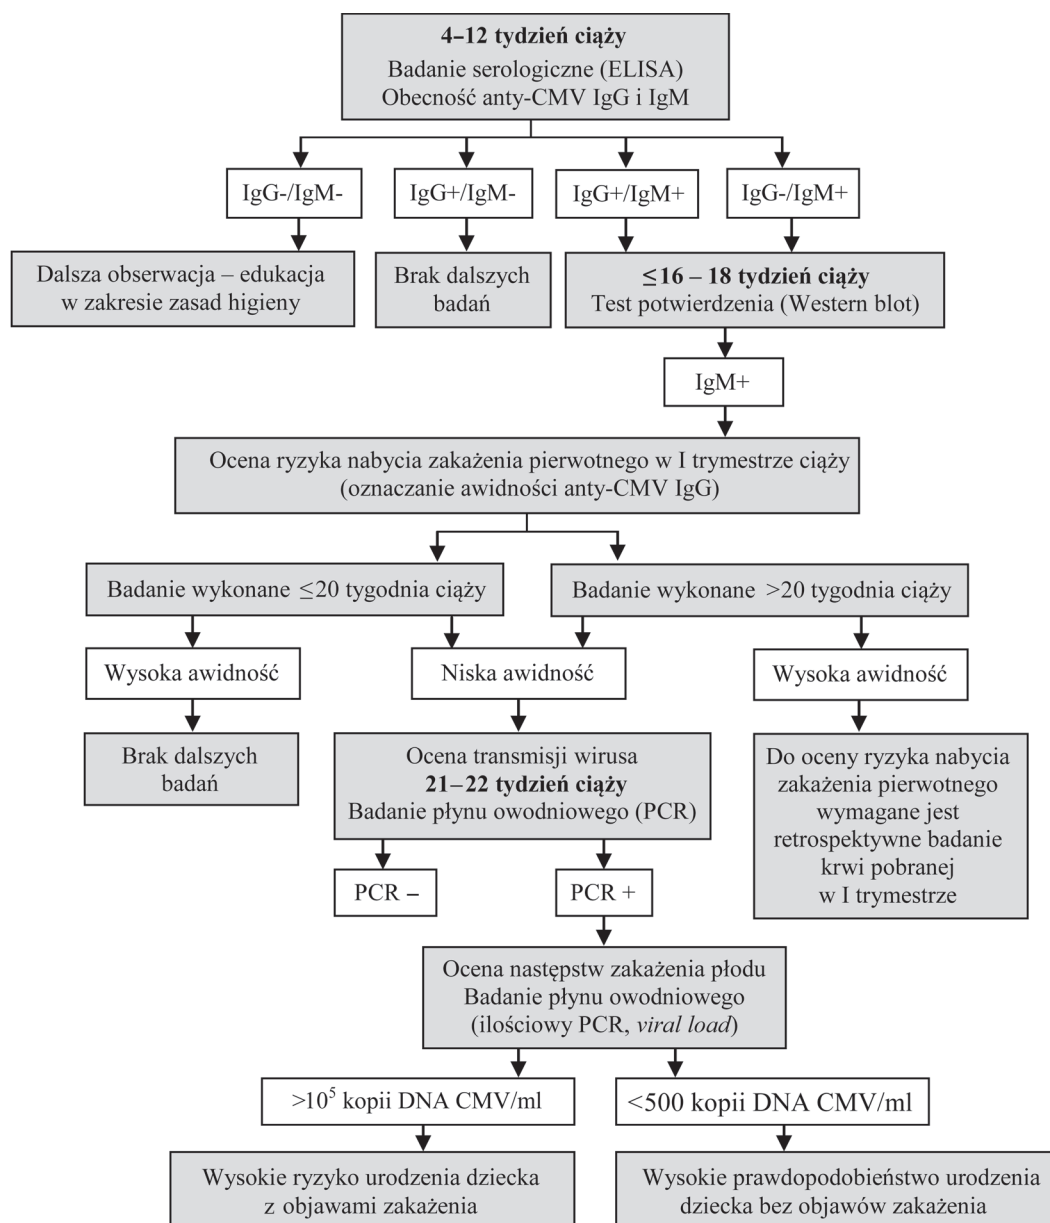 4–12 tydzień ciąży
Badanie serologiczne (ELISA)
Obecność anty-CMV IgG i IgM
IgG-/IgM-
IgG+/IgM-
IgG+/IgM+
IgG-/IgM+
Dalsza obserwacja – edukacja
w zakresie zasad higieny
Brak dalszych
badań
≤16 – 18 tydzień ciąży
Test potwierdzenia (Western blot)
IgM+
Ocena ryzyka nabycia zakażenia pierwotnego w I trymestrze ciąży
(oznaczanie awidności anty-CMV IgG)
Badanie wykonane ≤20 tygodnia ciąży
Badanie wykonane >20 tygodnia ciąży
Wysoka awidność
Niska awidność
Wysoka awidność
Brak dalszych
badań
Ocena transmisji wirusa
21–22 tydzień ciąży
Badanie płynu owodniowego (PCR)
Do oceny ryzyka nabycia
zakażenia pierwotnego
wymagane jest
retrospektywne badanie
krwi pobranej
w I trymestrze
PCR –
PCR +
Ocena następstw zakażenia płodu
Badanie płynu owodniowego
(ilościowy PCR, viral load)
>10⁵ kopii DNA CMV/ml
<500 kopii DNA CMV/ml
Wysokie ryzyko urodzenia dziecka
z objawami zakażenia
Wysokie prawdopodobieństwo urodzenia
dziecka bez objawów zakażenia